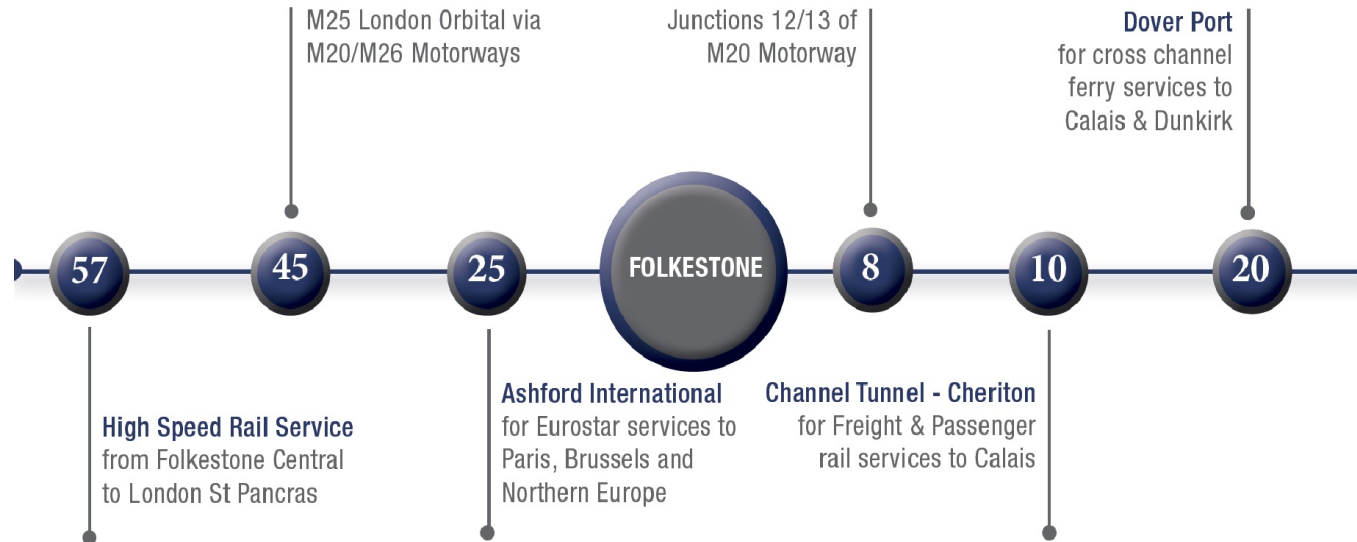 M25 London Orbital via
M20/M26 Motorways
Junctions 12/13 of
M20 Motorway
Dover Port
for cross channel
ferry services to
Calais & Dunkirk
57
45
25
FOLKESTONE
8
10
20
High Speed Rail Service
from Folkestone Central
to London St Pancras
Ashford International
for Eurostar services to
Paris, Brussels and
Northern Europe
Channel Tunnel - Cheriton
for Freight & Passenger
rail services to Calais